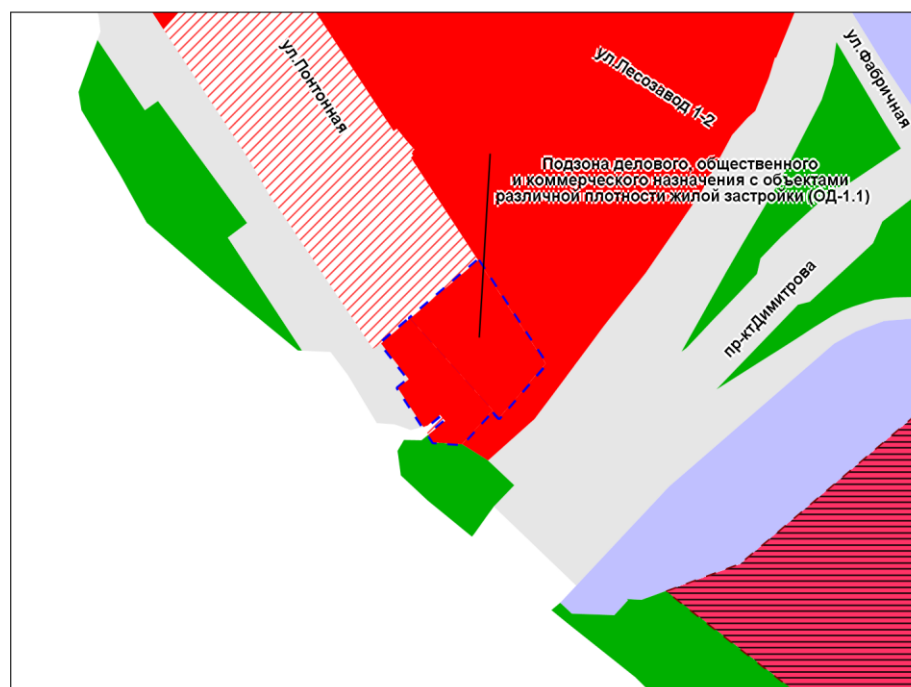 ул.Понтонная
ул.Лесозавод 1-2
ул.Фабричная
Подзона делового, общественного
и коммерческого назначения с объектами
различной плотности жилой застройки (ОД-1.1)
пр-ктДимитрова